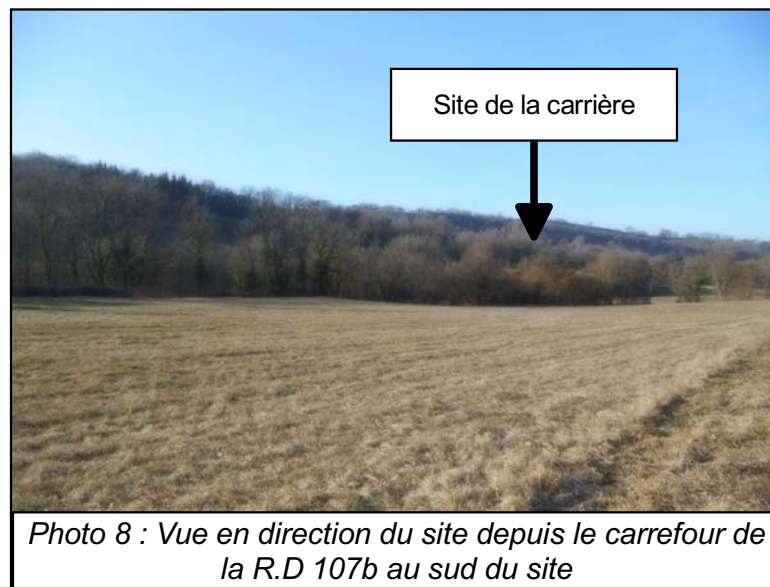 Site de la carrière
Photo 8 : Vue en direction du site depuis le carrefour de
la R.D 107b au sud du site